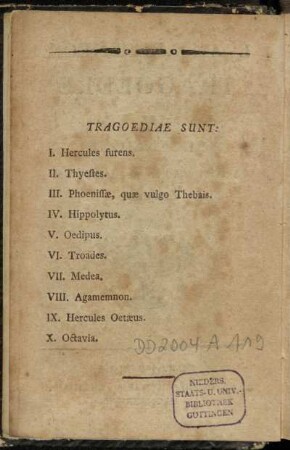 TRAGOEDIAE SUNT:
I. Hercules furens.
II. Thyeſtes.
III. Phoeniſſæ, quæ vulgo Thebais.
IV. Hippolytus.
V. Oedipus.
VI. Troades.
VII. Medea.
VIII. Agamemnon.
IX. Hercules Oetæus.
X. Octavia.
DD2004 A 119
NIEDERS.
STAATS- U. UNIV.-
BIBLIOTHEK
GÖTTINGEN